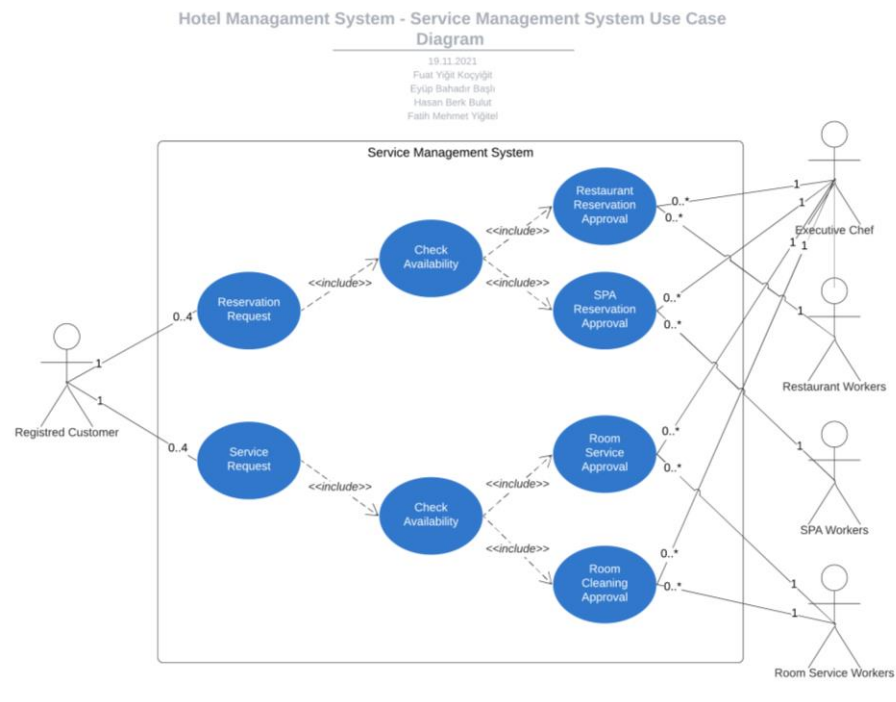 Hotel Managament System - Service Management System Use Case
Diagram
19.11.2021
Fuat Yiğit Koçyiğit
Eyüp Bahadır Başlı
Hasan Berk Bulut
Fatih Mehmet Yiğitel
Service Management System
Restaurant
Reservation
Approval
0..*
1
0..*
1
Executive Chef
1
1
<<include>>
Check
Availability
<<include>>
<<include>>
SPA
Reservation
Approval
0..*
0..*
1
Reservation
Request
0..4
1
Registred Customer
1
0..4
Restaurant Workers
Service
Request
<<include>>
Check
Availability
<<include>>
<<include>>
Room
Service
Approval
0..*
0..*
1
SPA Workers
Room
Cleaning
Approval
0..*
0..*
1
1
Room Service Workers